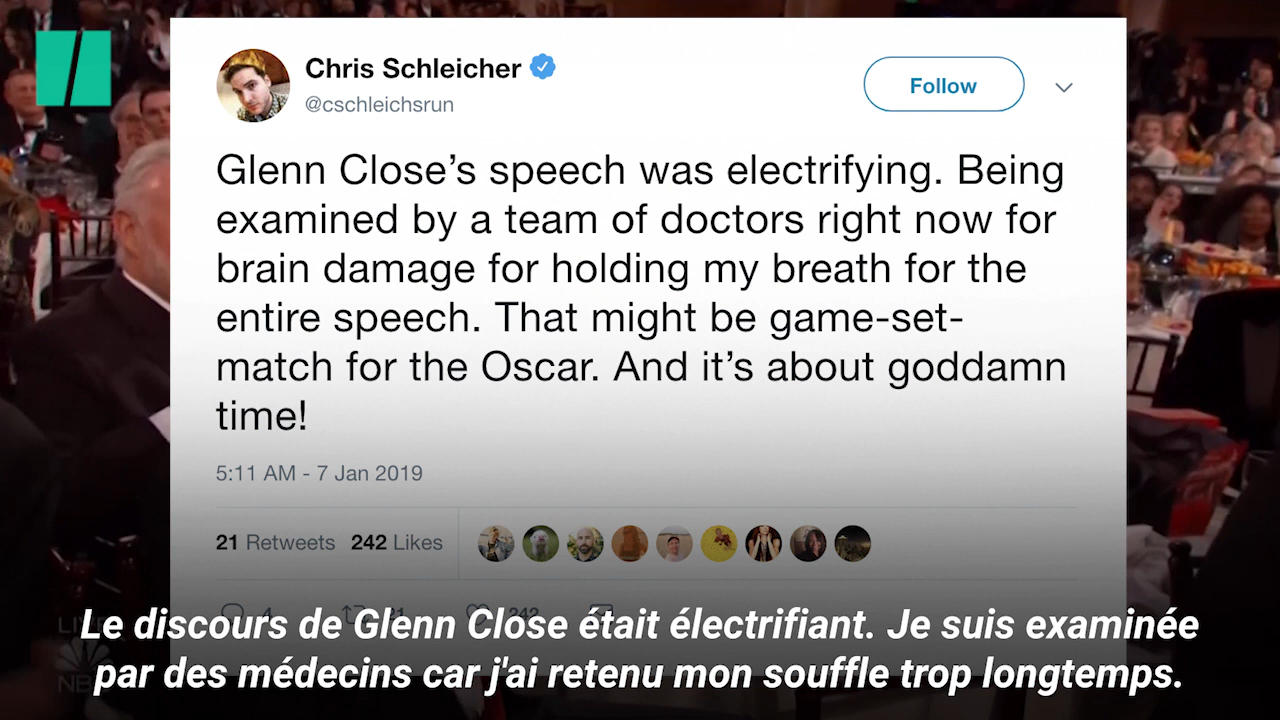 Chris Schleicher
@cschleichsrun
Follow
Glenn Close’s speech was electrifying. Being
examined by a team of doctors right now for
brain damage for holding my breath for the
entire speech. That might be game-set-
match for the Oscar. And it’s about goddamn
time!
5:11 AM - 7 Jan 2019
21 Retweets 242 Likes
4 21 242
Le discours de Glenn Close était électrifiant. Je suis examinée
par des médecins car j'ai retenu mon souffle trop longtemps.